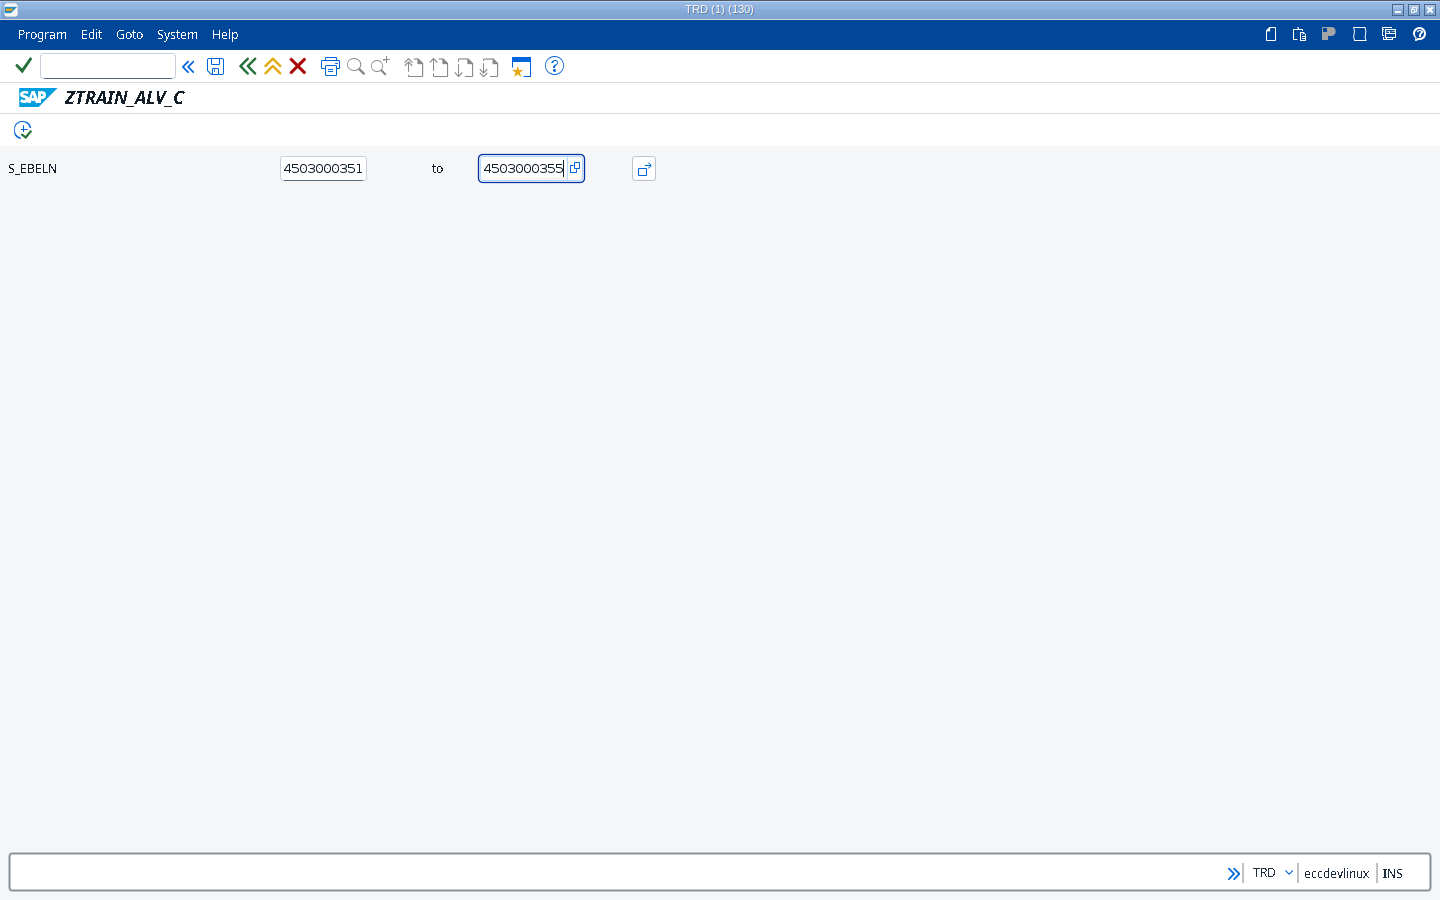 TRD (1) (130)
Program Edit Goto System Help
SAP ZTRAIN_ALV_C
S_EBELN 4503000351 to 4503000355
TRD eccdevlinux INS